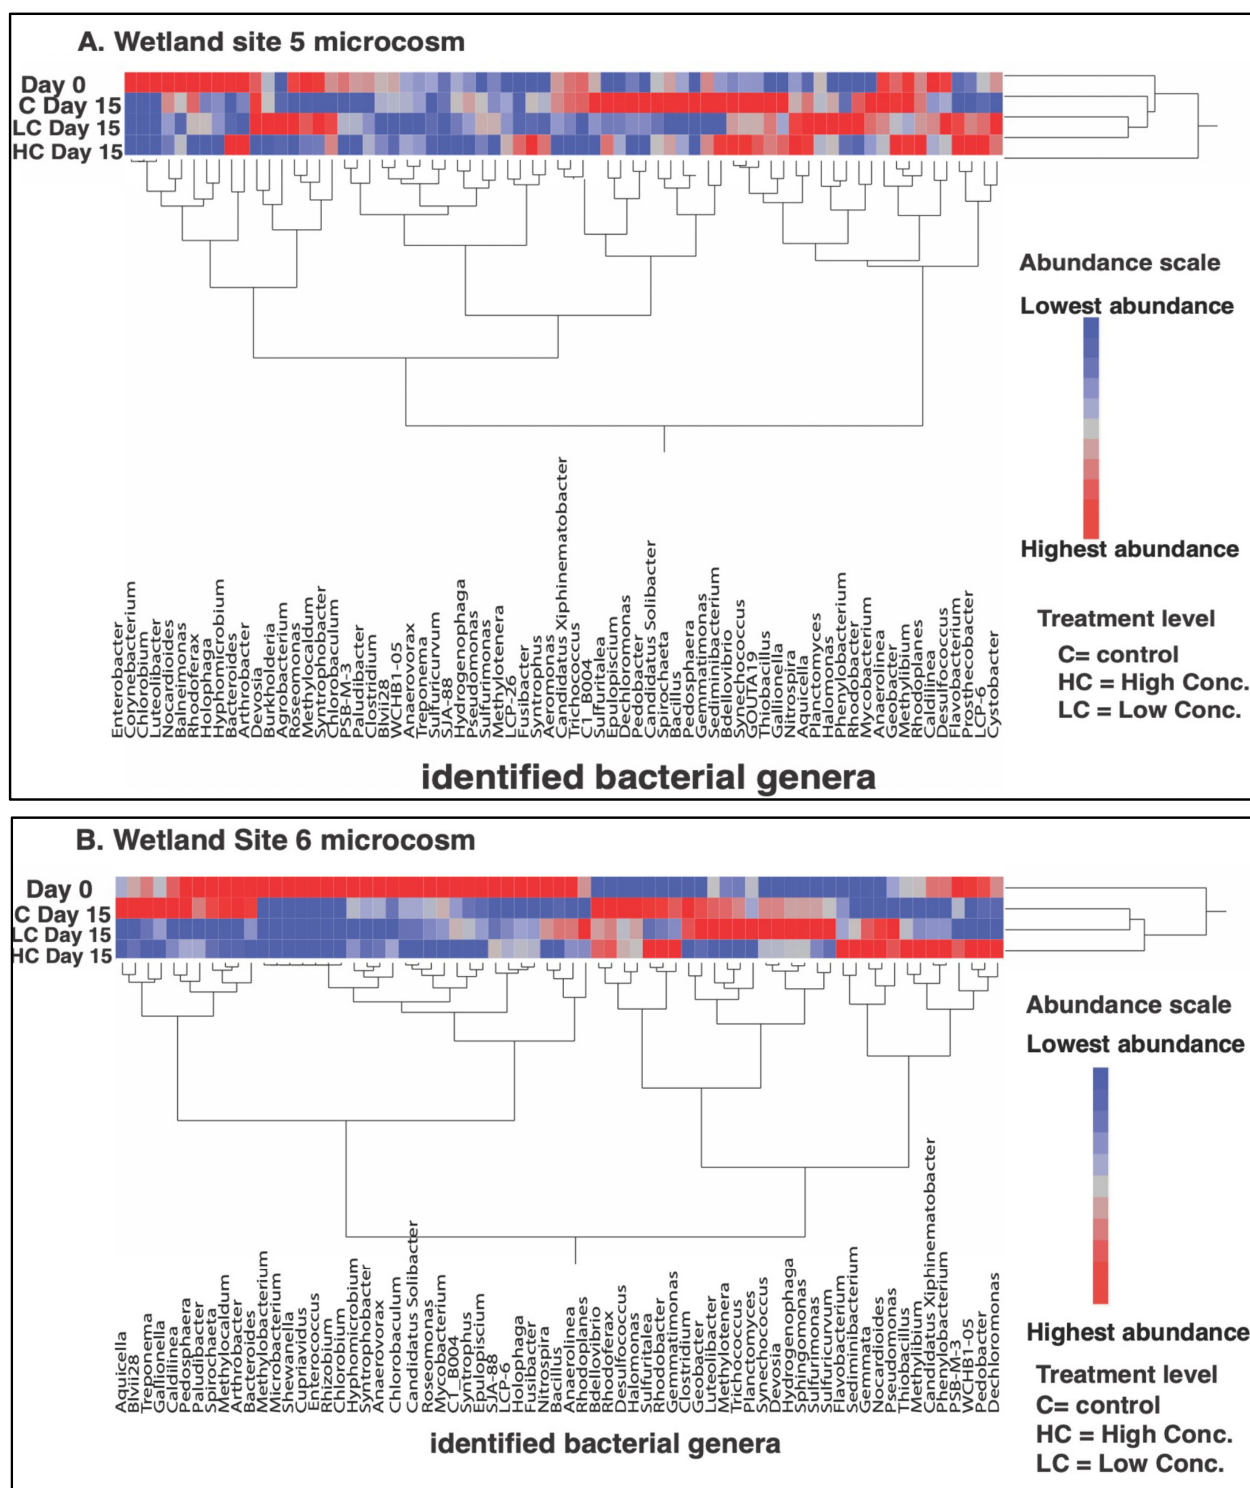 A. Wetland site 5 microcosm
Day 0
C Day 15
LC Day 15
HC Day 15
Abundance scale
Lowest abundance
Highest abundance
Treatment level
C= control
HC = High Conc.
LC = Low Conc.
Enterobacter
Corynebacterium
Chlorobium
Luteolibacter
Nocardioides
Balneimonas
Rhodoferax
Holophaga
Hyphomicrobium
Bacteroides
Arthrobacter
Devosia
Burkholderia
Agrobacterium
Roseomonas
Methylocaldum
Syntrophobacter
Chlorobaculum
PSB-M-3
Paludibacter
Clostridium
Blvii28
WCHB1-05
Anaerovorax
Treponema
Sulfuricurvum
SJA-88
Hydrogenophaga
Pseudomonas
Sulfurimonas
Methylotenera
LCP-26
Fusibacter
Syntrophus
Aeromonas
Candidatus Xiphinematobacter
Trichococcus
C1_B004
Sulfuritalea
Epulopiscium
Dechloromonas
Pedobacter
Candidatus Solibacter
Spirochaeta
Bacillus
Pedosphaera
Gemmatimonas
Sediminibacterium
Bdellovibrio
Synechococcus
GOUTA19
Thiobacillus
Gallionella
Nitrospira
Aquicella
Planctomyces
Halomonas
Phenylobacterium
Rhodobacter
Mycobacterium
Anaerolinea
Geobacter
Methylibium
Rhodoplanes
Caldilinea
Desulfococcus
Flavobacterium
Prosthecobacter
LCP-6
Cystobacter
identified bacterial genera
B. Wetland Site 6 microcosm
Day 0
C Day 15
LC Day 15
HC Day 15
Abundance scale
Lowest abundance
Highest abundance
Treatment level
C= control
HC = High Conc.
LC = Low Conc.
Aquicella
Blvii28
Treponema
Gallionella
Caldilinea
Pedosphaera
Paludibacter
Spirochaeta
Methylocaldum
Arthrobacter
Bacteroides
Methylobacterium
Microbacterium
Shewanella
Cupriavidus
Enterococcus
Rhizobium
Chlorobium
Hyphomicrobium
Syntrophobacter
Anaerovorax
Chlorobaculum
Candidatus Solibacter
Roseomonas
Mycobacterium
C1_B004
Syntrophus
Epulopiscium
SJA-88
LCP-6
Holophaga
Fusibacter
Nitrospira
Bacillus
Anaerolinea
Rhodoplanes
Bdellovibrio
Rhodoferax
Desulfococcus
Halomonas
Sulfuritalea
Rhodobacter
Gemmatimonas
Clostridium
Geobacter
Luteolibacter
Methylotenera
Trichococcus
Planctomyces
Synechococcus
Devosia
Hydrogenophaga
Sphingomonas
Sulfurimonas
Sulfuricurvum
Flavobacterium
Sediminibacterium
Gemmata
Nocardioides
Pseudomonas
Thiobacillus
Methylibium
Candidatus Xiphinematobacter
Phenylobacterium
PSB-M-3
WCHB1-05
Pedobacter
Dechloromonas
identified bacterial genera